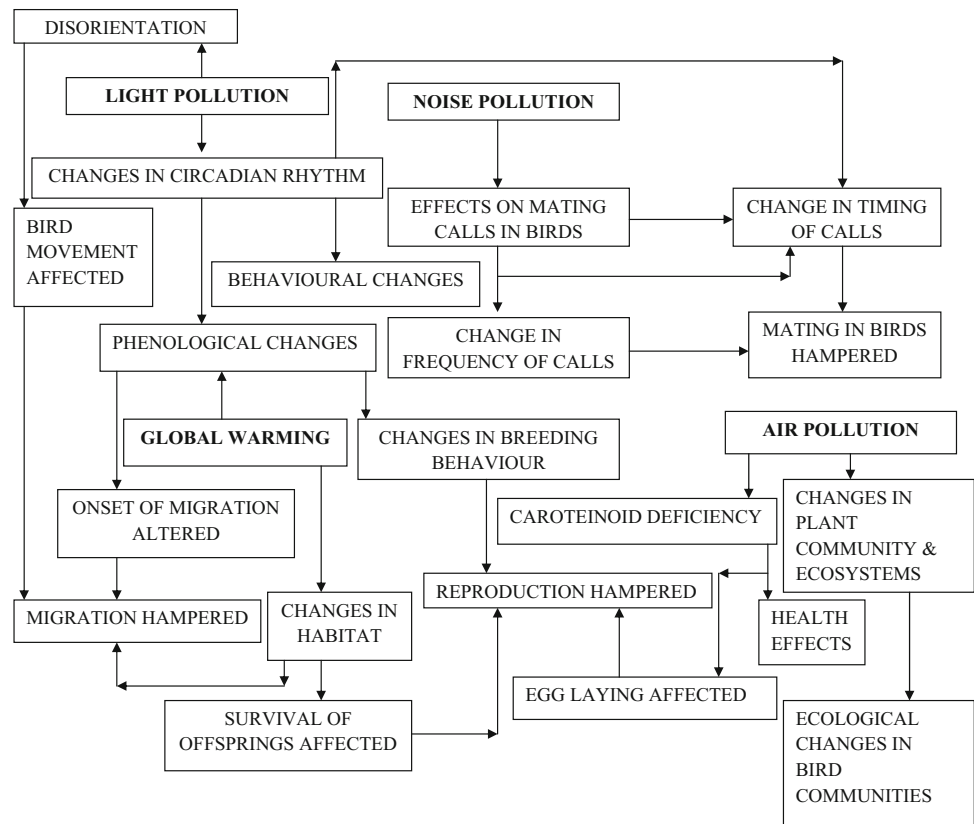 DISORIENTATION
LIGHT POLLUTION
NOISE POLLUTION
CHANGES IN CIRCADIAN RHYTHM
EFFECTS ON MATING
CALLS IN BIRDS
CHANGE IN TIMING
OF CALLS
BIRD
MOVEMENT
AFFECTED
BEHAVIOURAL CHANGES
PHENOLOGICAL CHANGES
CHANGE IN
FREQUENCY OF CALLS
MATING IN BIRDS
HAMPERED
GLOBAL WARMING
CHANGES IN BREEDING
BEHAVIOUR
AIR POLLUTION
ONSET OF MIGRATION
ALTERED
CAROTEINOID DEFICIENCY
CHANGES IN
PLANT
COMMUNITY &
ECOSYSTEMS
MIGRATION HAMPERED
CHANGES IN
HABITAT
REPRODUCTION HAMPERED
HEALTH
EFFECTS
EGG LAYING AFFECTED
SURVIVAL OF
OFFSPRINGS AFFECTED
ECOLOGICAL
CHANGES IN
BIRD
COMMUNITIES